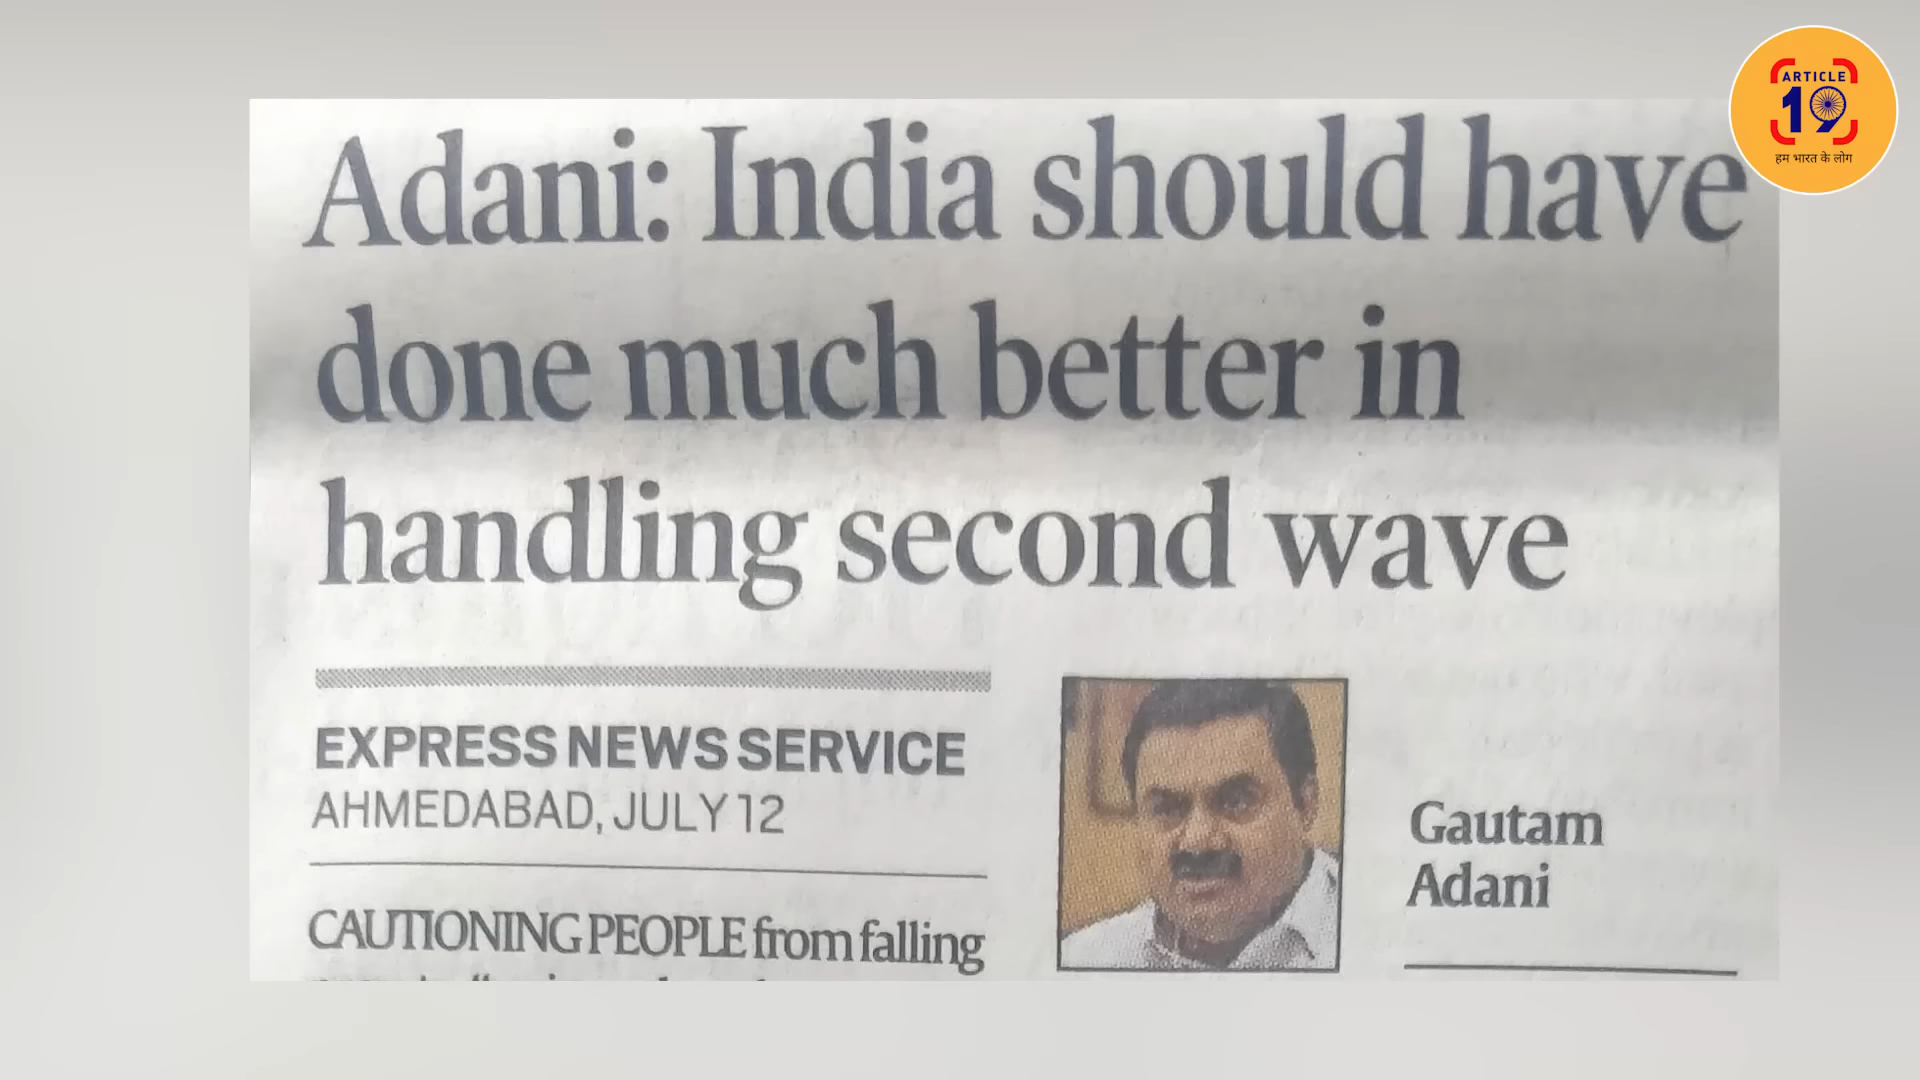 ARTICLE
19
हम भारत के लोग
Adani: India should have
done much better in
handling second wave
EXPRESS NEWS SERVICE
AHMEDABAD, JULY 12
CAUTIONING PEOPLE from falling
Gautam
Adani